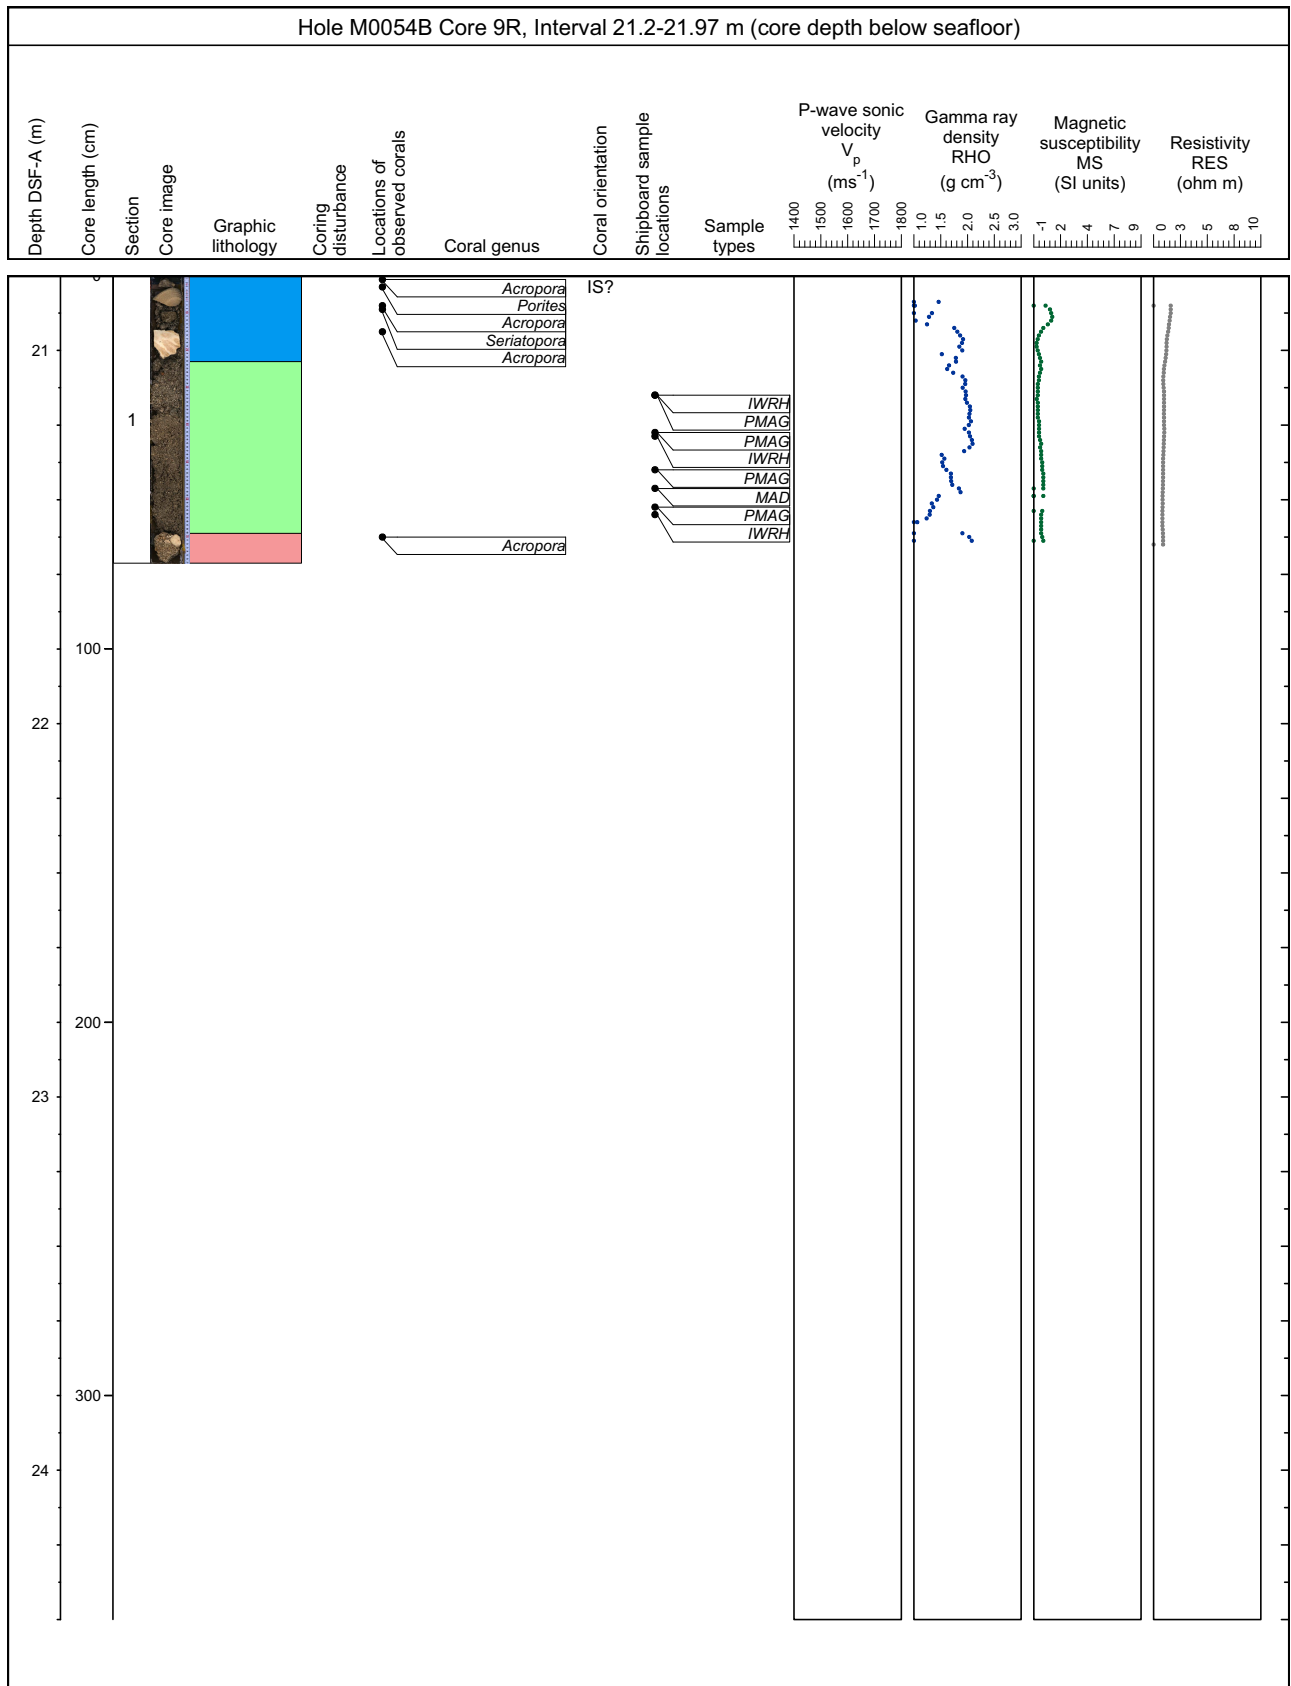 Hole M0054B Core 9R, Interval 21.2-21.97 m (core depth below seafloor)
Depth DSF-A (m)
Core length (cm)
Section
Core image
Graphic
lithology
Coring
disturbance
Locations of
observed corals
Coral genus
Coral orientation
Shipboard sample
locations
Sample
types
P-wave sonic
velocity
Vp
(ms-1)
1400
1500
1600
1700
1800
Gamma ray
density
RHO
(g cm-3)
1.0
1.5
2.0
2.5
3.0
Magnetic
susceptibility
MS
(SI units)
-1
2
4
7
9
Resistivity
RES
(ohm m)
0
3
5
8
10
Acropora
IS?
Porites
Acropora
Seriatopora
Acropora
21
1
IWRH
PMAG
PMAG
IWRH
PMAG
MAD
PMAG
IWRH
Acropora
100
22
200
23
300
24